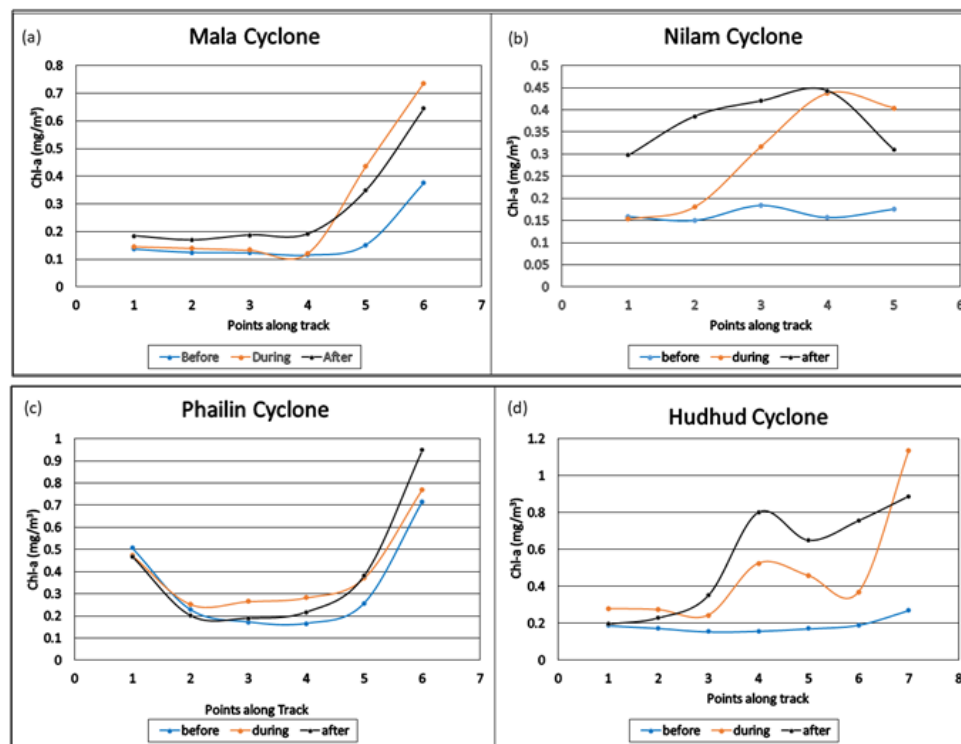 (a)
Mala Cyclone
Chl-a (mg/m³)
0.8
0.7
0.6
0.5
0.4
0.3
0.2
0.1
0
0 1 2 3 4 5 6 7
Points along track
Before During After
(b)
Nilam Cyclone
Chl-a (mg/m³)
0.5
0.45
0.4
0.35
0.3
0.25
0.2
0.15
0.1
0.05
0
0 1 2 3 4 5 6
Points along track
before during after
(c)
Phailin Cyclone
Chl-a (mg/m³)
1
0.9
0.8
0.7
0.6
0.5
0.4
0.3
0.2
0.1
0
0 1 2 3 4 5 6 7
Points along Track
before during after
(d)
Hudhud Cyclone
Chl-a (mg/m³)
1.2
1
0.8
0.6
0.4
0.2
0
0 1 2 3 4 5 6 7 8
Points along track
before during after